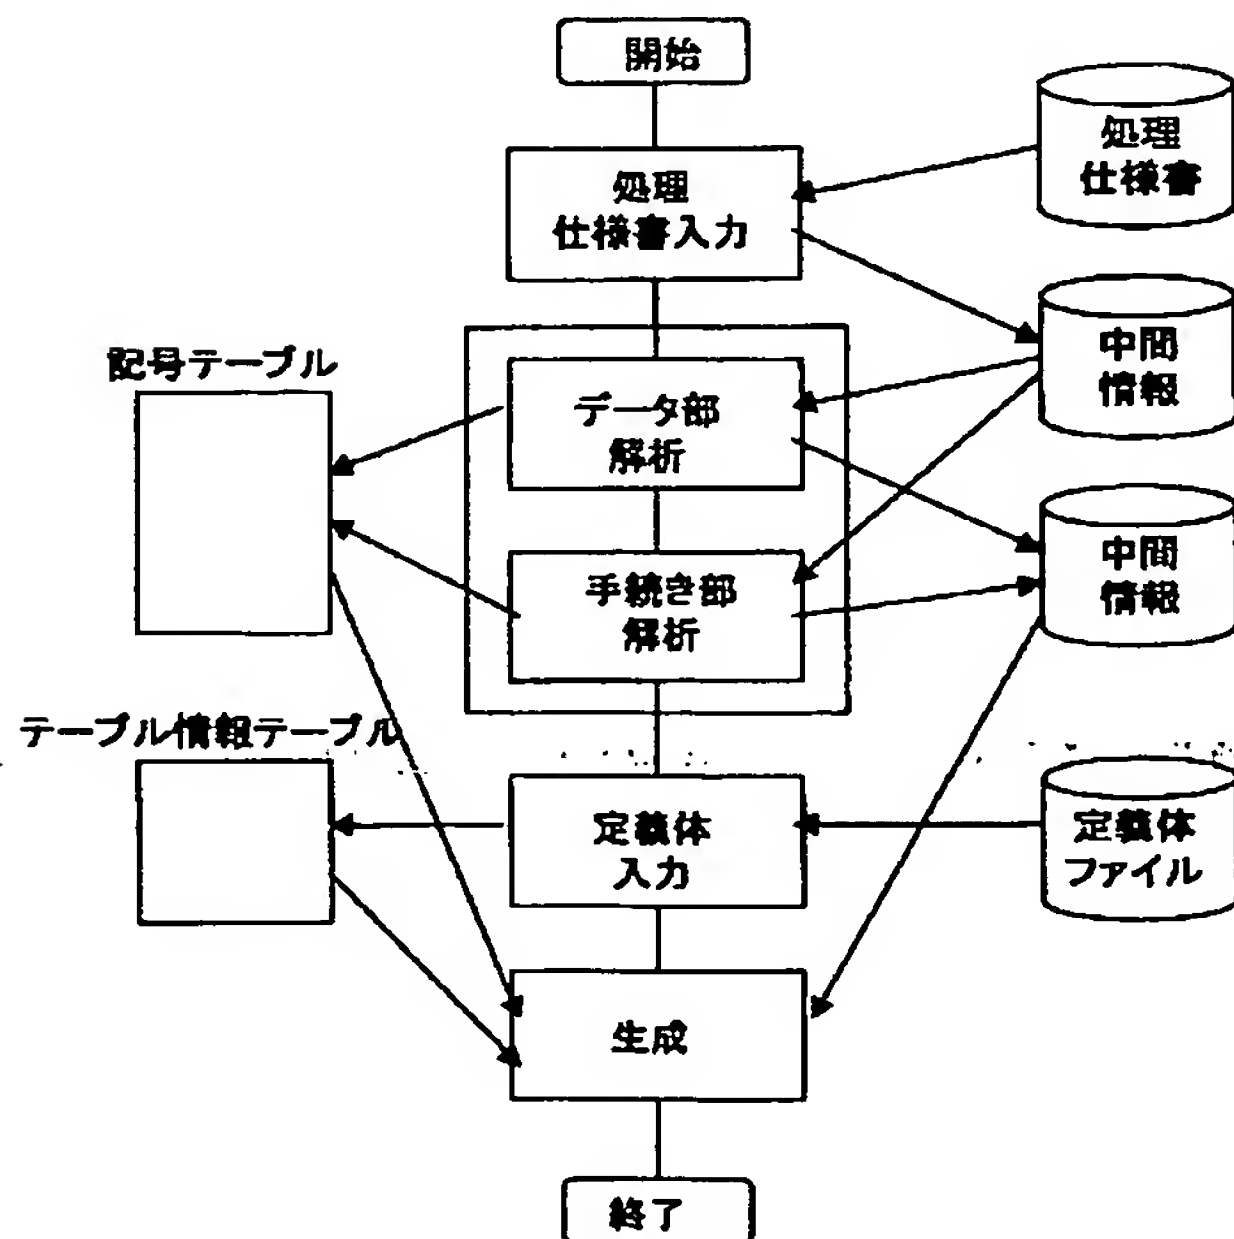 開始
処理
仕様書
処理
仕様書入力
中間
情報
記号テーブル
データ部
解析
中間
情報
手続き部
解析
テーブル情報テーブル
定義体
入力
定義体
ファイル
生成
終了